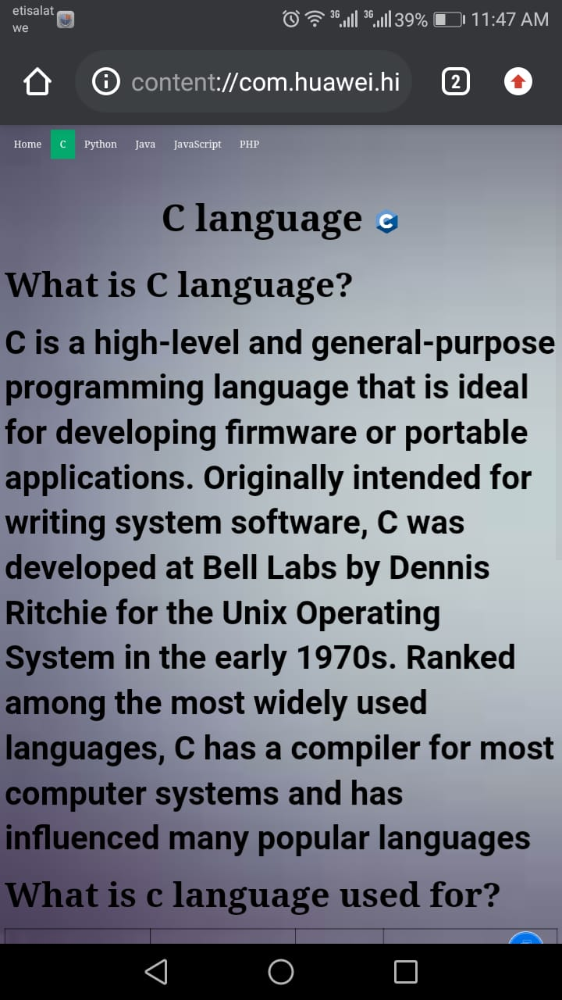 etisalat
we
3G 3G 39% 11:47 AM
content://com.huawei.hi 2
Home C Python Java JavaScript PHP
C language C
What is C language?
C is a high-level and general-purpose
programming language that is ideal
for developing firmware or portable
applications. Originally intended for
writing system software, C was
developed at Bell Labs by Dennis
Ritchie for the Unix Operating
System in the early 1970s. Ranked
among the most widely used
languages, C has a compiler for most
computer systems and has
influenced many popular languages
What is c language used for?